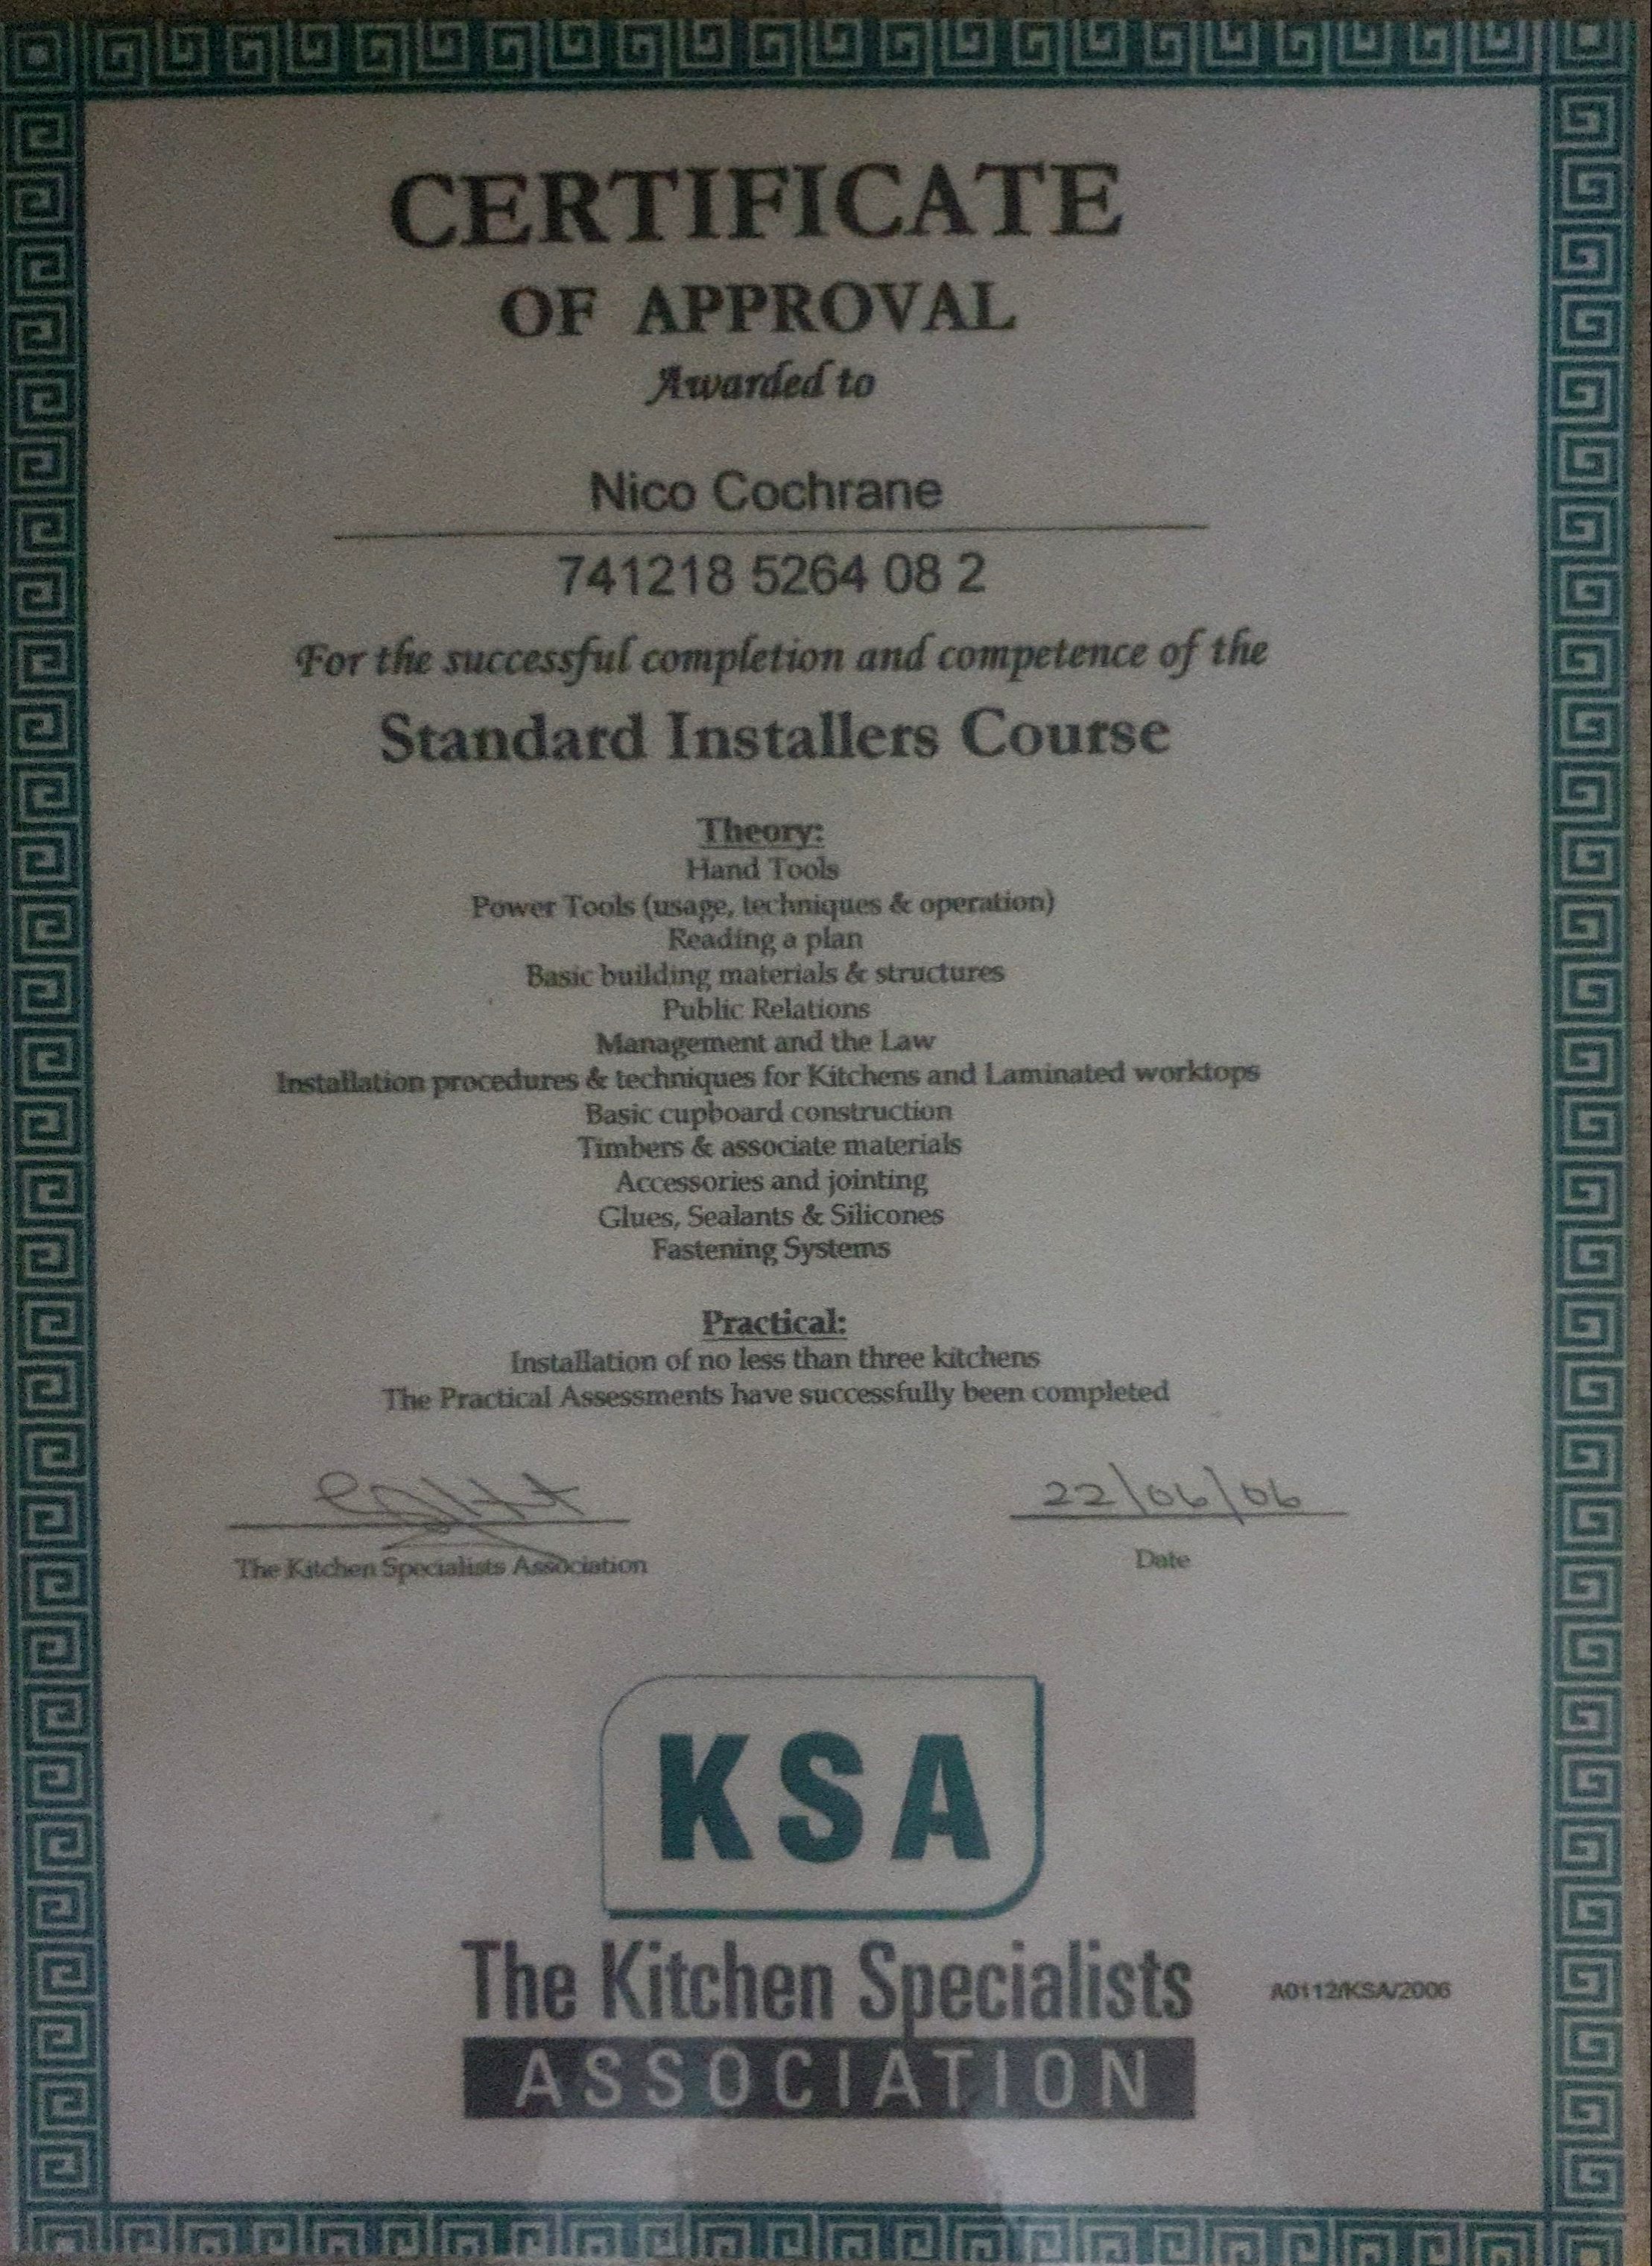 CERTIFICATE
OF APPROVAL
Awarded to
Nico Cochrane
741218 5264 08 2
For the successful completion and competence of the
Standard Installers Course
Theory:
Hand Tools
Power Tools (usage, techniques & operation)
Reading a plan
Basic building materials & structures
Public Relations
Management and the Law
Installation procedures & techniques for Kitchens and Laminated worktops
Basic cupboard construction
Timbers & associate materials
Accessories and jointing
Glues, Sealants & Silicones
Fastening Systems
Practical:
Installation of no less than three kitchens
The Practical Assessments have successfully been completed
22/06/06
The Kitchen Specialists Association
Date
KSA
The Kitchen Specialists
ASSOCIATION
A0112/KSA/2006